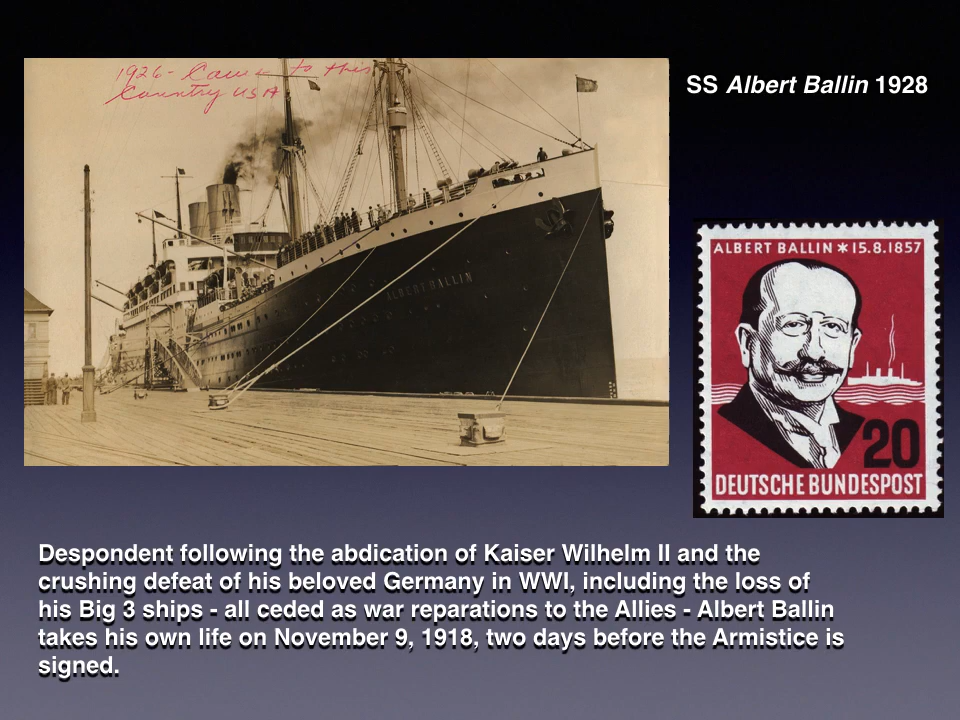 1926 - Came to this
Country USA
SS Albert Ballin 1928
ALBERT BALLIN
ALBERT BALLIN * 15.8.1857
20
DEUTSCHE BUNDESPOST
Despondent following the abdication of Kaiser Wilhelm II and the
crushing defeat of his beloved Germany in WWI, including the loss of
his Big 3 ships - all ceded as war reparations to the Allies - Albert Ballin
takes his own life on November 9, 1918, two days before the Armistice is
signed.